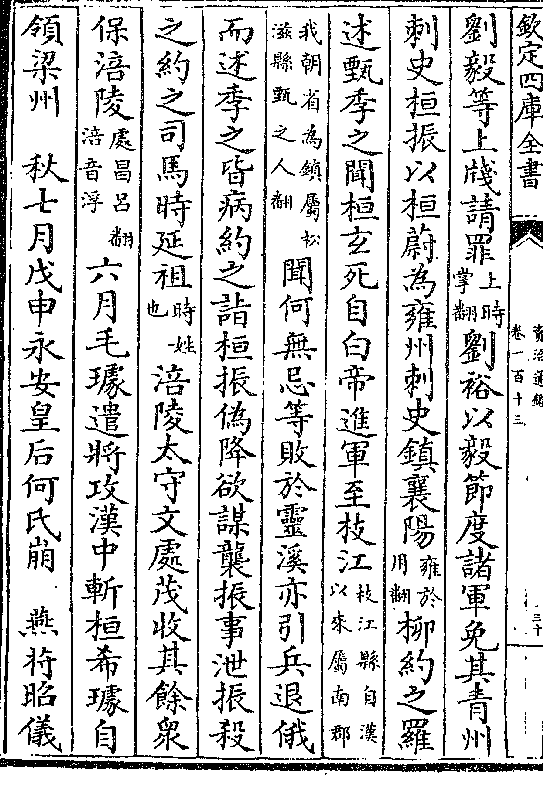 欽定四庫全書
資治通鑑
卷一百十三
三十
劉毅等上牋請罪上時掌翻劉裕以毅節度諸軍免其青州
刺史桓振以桓蔚為雍州刺史鎮襄陽雍於用翻柳約之羅
述甄季之聞桓玄死自白帝進軍至枝江枝江縣自漢以來屬南郡
我朝省為鎮屬松滋縣甄之人翻聞何無忌等敗於靈溪亦引兵退俄
而述季之皆病約之詣桓振偽降欲謀襲振事泄振殺
之約之司馬時延祖時姓也涪陵太守文處茂收其餘衆
保涪陵處昌呂翻涪音浮六月毛璩遣將攻漢中斬桓希璩自
領梁州　秋七月戊申永安皇后何氏崩　燕苻昭儀